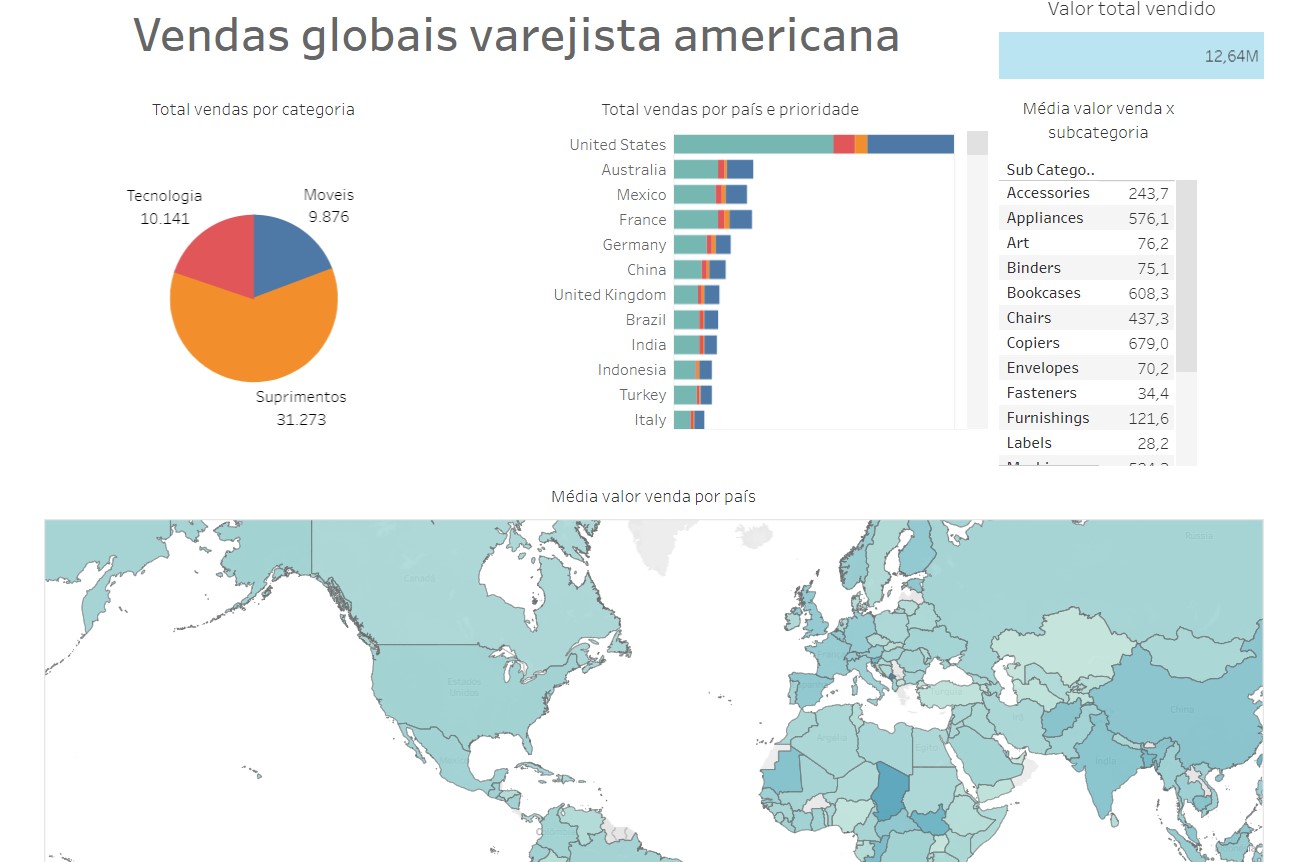 Vendas globais varejista americana
Valor total vendido
12,64M
Total vendas por categoria
Tecnologia
10.141
Moveis
9.876
Suprimentos
31.273
Total vendas por país e prioridade
United States
Australia
Mexico
France
Germany
China
United Kingdom
Brazil
India
Indonesia
Turkey
Italy
Média valor venda x
subcategoria
Sub Catego..
Accessories 243,7
Appliances 576,1
Art 76,2
Binders 75,1
Bookcases 608,3
Chairs 437,3
Copiers 679,0
Envelopes 70,2
Fasteners 34,4
Furnishings 121,6
Labels 28,2
Média valor venda por país
Canadá
Rússia
Estados
Unidos
México
Turquia
China
Irã
Argélia
Egito
Índia